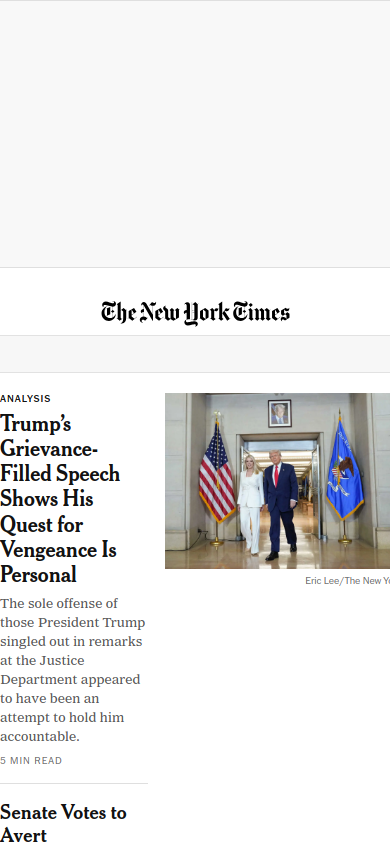 The New York Times
ANALYSIS
Trump’s
Grievance-
Filled Speech
Shows His
Quest for
Vengeance Is
Personal
The sole offense of
those President Trump
singled out in remarks
at the Justice
Department appeared
to have been an
attempt to hold him
accountable.
5 MIN READ
Eric Lee/The New Yo
Senate Votes to
Avert